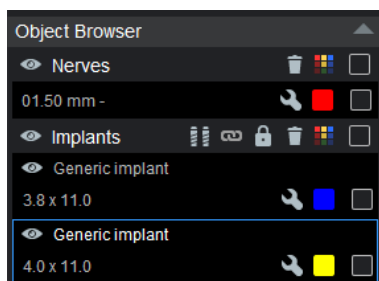 Object Browser
Nerves
01.50 mm -
Implants
Generic implant
3.8 x 11.0
Generic implant
4.0 x 11.0